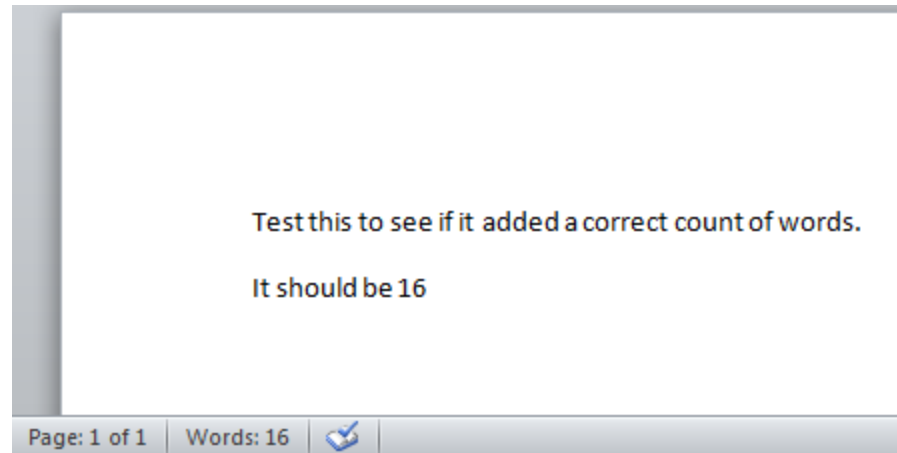 Test this to see if it added a correct count of words.
It should be 16
Page: 1 of 1 Words: 16